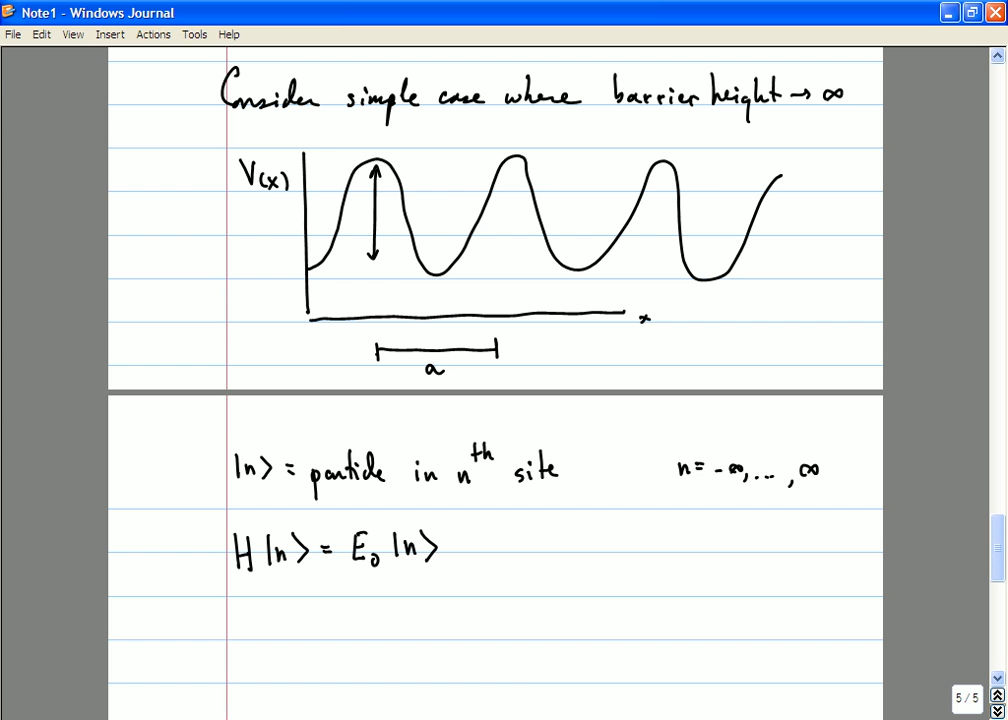 Note1 - Windows Journal
File Edit View Insert Actions Tools Help
Consider simple case where barrier height → ∞
V(x)
x
a
|n> = particle in n^th site n = -∞, ..., ∞
H |n> = E₀ |n>
5 / 5